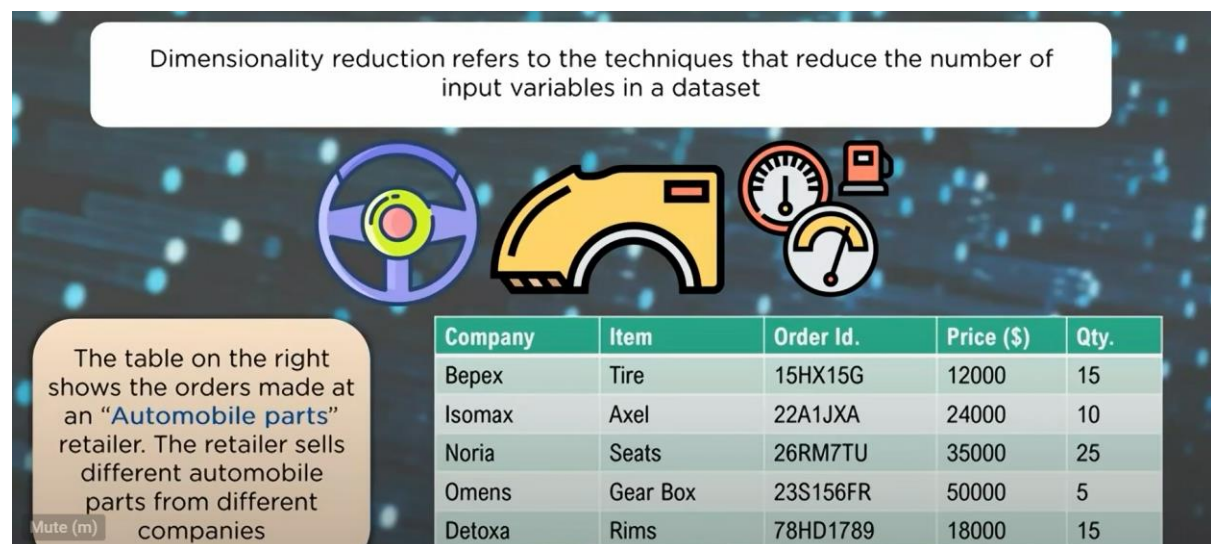 Dimensionality reduction refers to the techniques that reduce the number of
input variables in a dataset
The table on the right
shows the orders made at
an “Automobile parts”
retailer. The retailer sells
different automobile
parts from different
companies
Mute (m)
Company Item Order Id. Price ($) Qty.
Bepex Tire 15HX15G 12000 15
Isomax Axel 22A1JXA 24000 10
Noria Seats 26RM7TU 35000 25
Omens Gear Box 23S156FR 50000 5
Detoxa Rims 78HD1789 18000 15